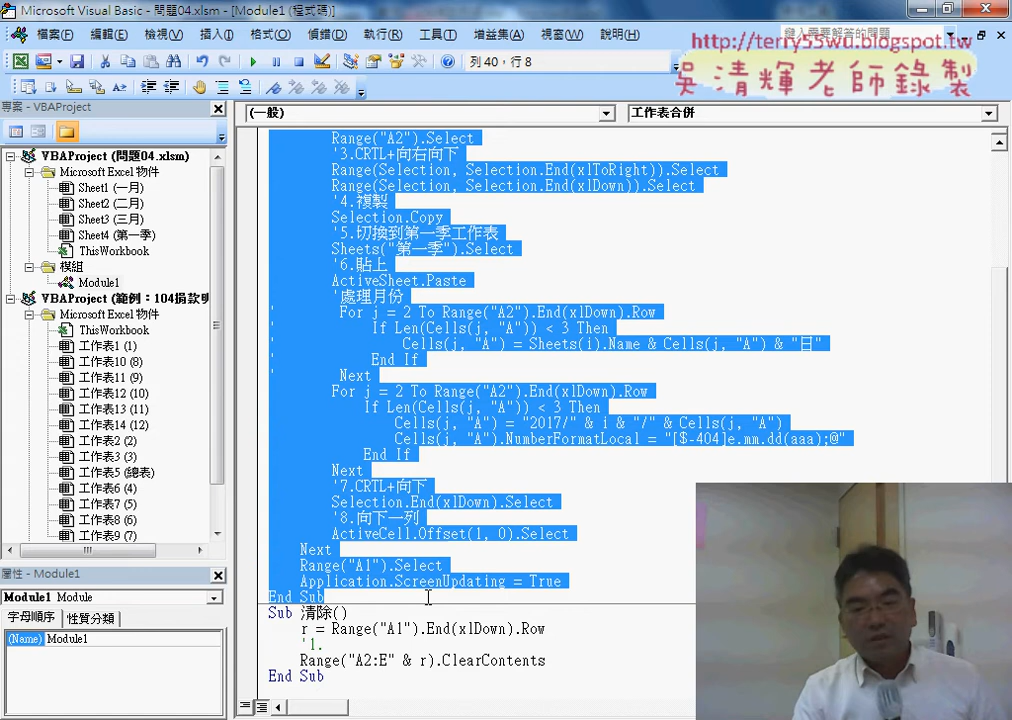 Microsoft Visual Basic - 問題04.xlsm - [Module1 (程式碼)]
檔案(F) 編輯(E) 檢視(V) 插入(I) 格式(O) 偵錯(D) 執行(R) 工具(T) 增益集(A) 視窗(W) 說明(H)
http://terry55wu.blogspot.tw
吳清輝老師錄製
列 40，行 8
專案 - VBAProject
(一般)
工作表合併
VBAProject (問題04.xlsm)
Microsoft Excel 物件
Sheet1 (一月)
Sheet2 (二月)
Sheet3 (三月)
Sheet4 (第一季)
ThisWorkbook
模組
Module1
VBAProject (範例：104捐款明
Microsoft Excel 物件
ThisWorkbook
工作表1 (1)
工作表10 (8)
工作表11 (9)
工作表12 (10)
工作表13 (11)
工作表14 (12)
工作表2 (2)
工作表3 (3)
工作表5 (總表)
工作表6 (4)
工作表7 (5)
工作表8 (6)
工作表9 (7)
屬性 - Module1
Module1 Module
字母順序 性質分類
(Name) Module1
Range("A2").Select
'3.CRTL+向右向下
Range(Selection, Selection.End(xlToRight)).Select
Range(Selection, Selection.End(xlDown)).Select
'4.複製
Selection.Copy
'5.切換到第一季工作表
Sheets("第一季").Select
'6.貼上
ActiveSheet.Paste
'處理月份
' For j = 2 To Range("A2").End(xlDown).Row
' If Len(Cells(j, "A")) < 3 Then
' Cells(j, "A") = Sheets(i).Name & Cells(j, "A") & "日"
' End If
' Next
For j = 2 To Range("A2").End(xlDown).Row
If Len(Cells(j, "A")) < 3 Then
Cells(j, "A") = "2017/" & i & "/" & Cells(j, "A")
Cells(j, "A").NumberFormatLocal = "[$-404]e.mm.dd(aaa);@"
End If
Next
'7.CRTL+向下
Selection.End(xlDown).Select
'8.向下一列
ActiveCell.Offset(1, 0).Select
Next
Range("A1").Select
Application.ScreenUpdating = True
End Sub
Sub 清除()
r = Range("A1").End(xlDown).Row
'1.
Range("A2:E" & r).ClearContents
End Sub